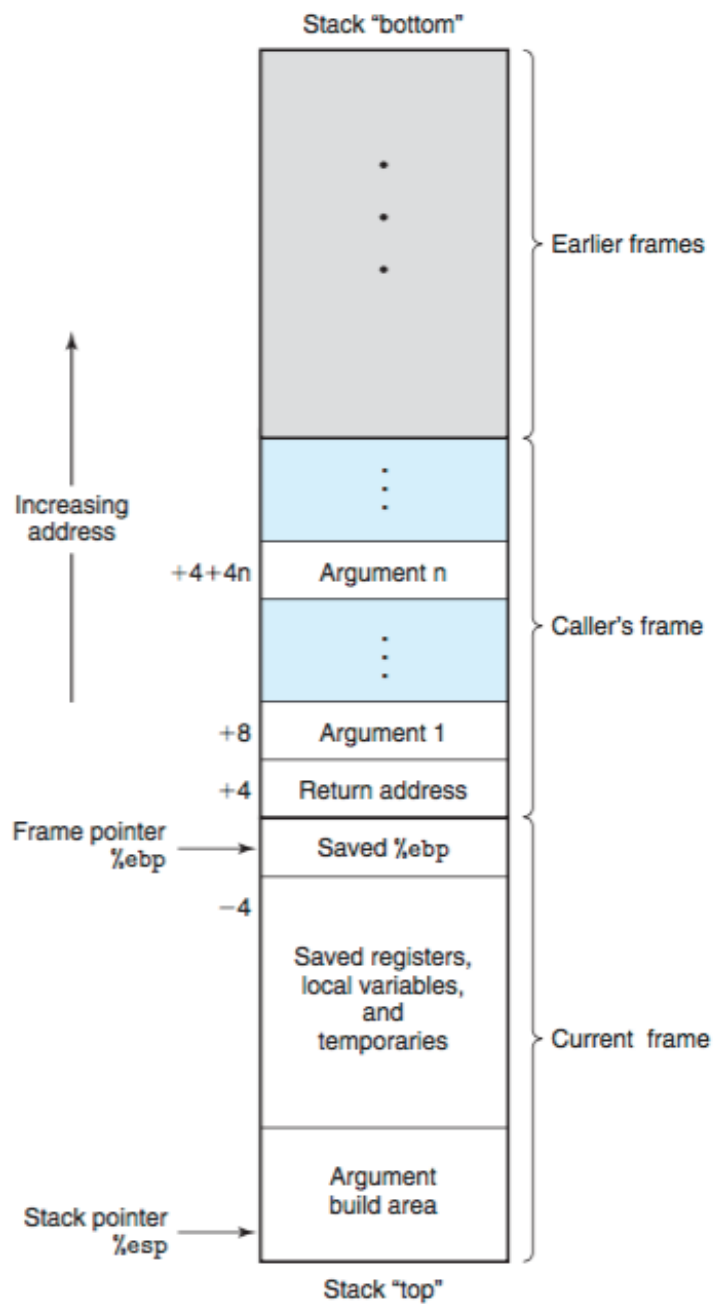 Stack “bottom”
Earlier frames
Increasing
address
+4+4n
Argument n
Caller’s frame
+8
Argument 1
+4
Return address
Frame pointer
%ebp
Saved %ebp
−4
Saved registers,
local variables,
and
temporaries
Current frame
Argument
build area
Stack pointer
%esp
Stack “top”